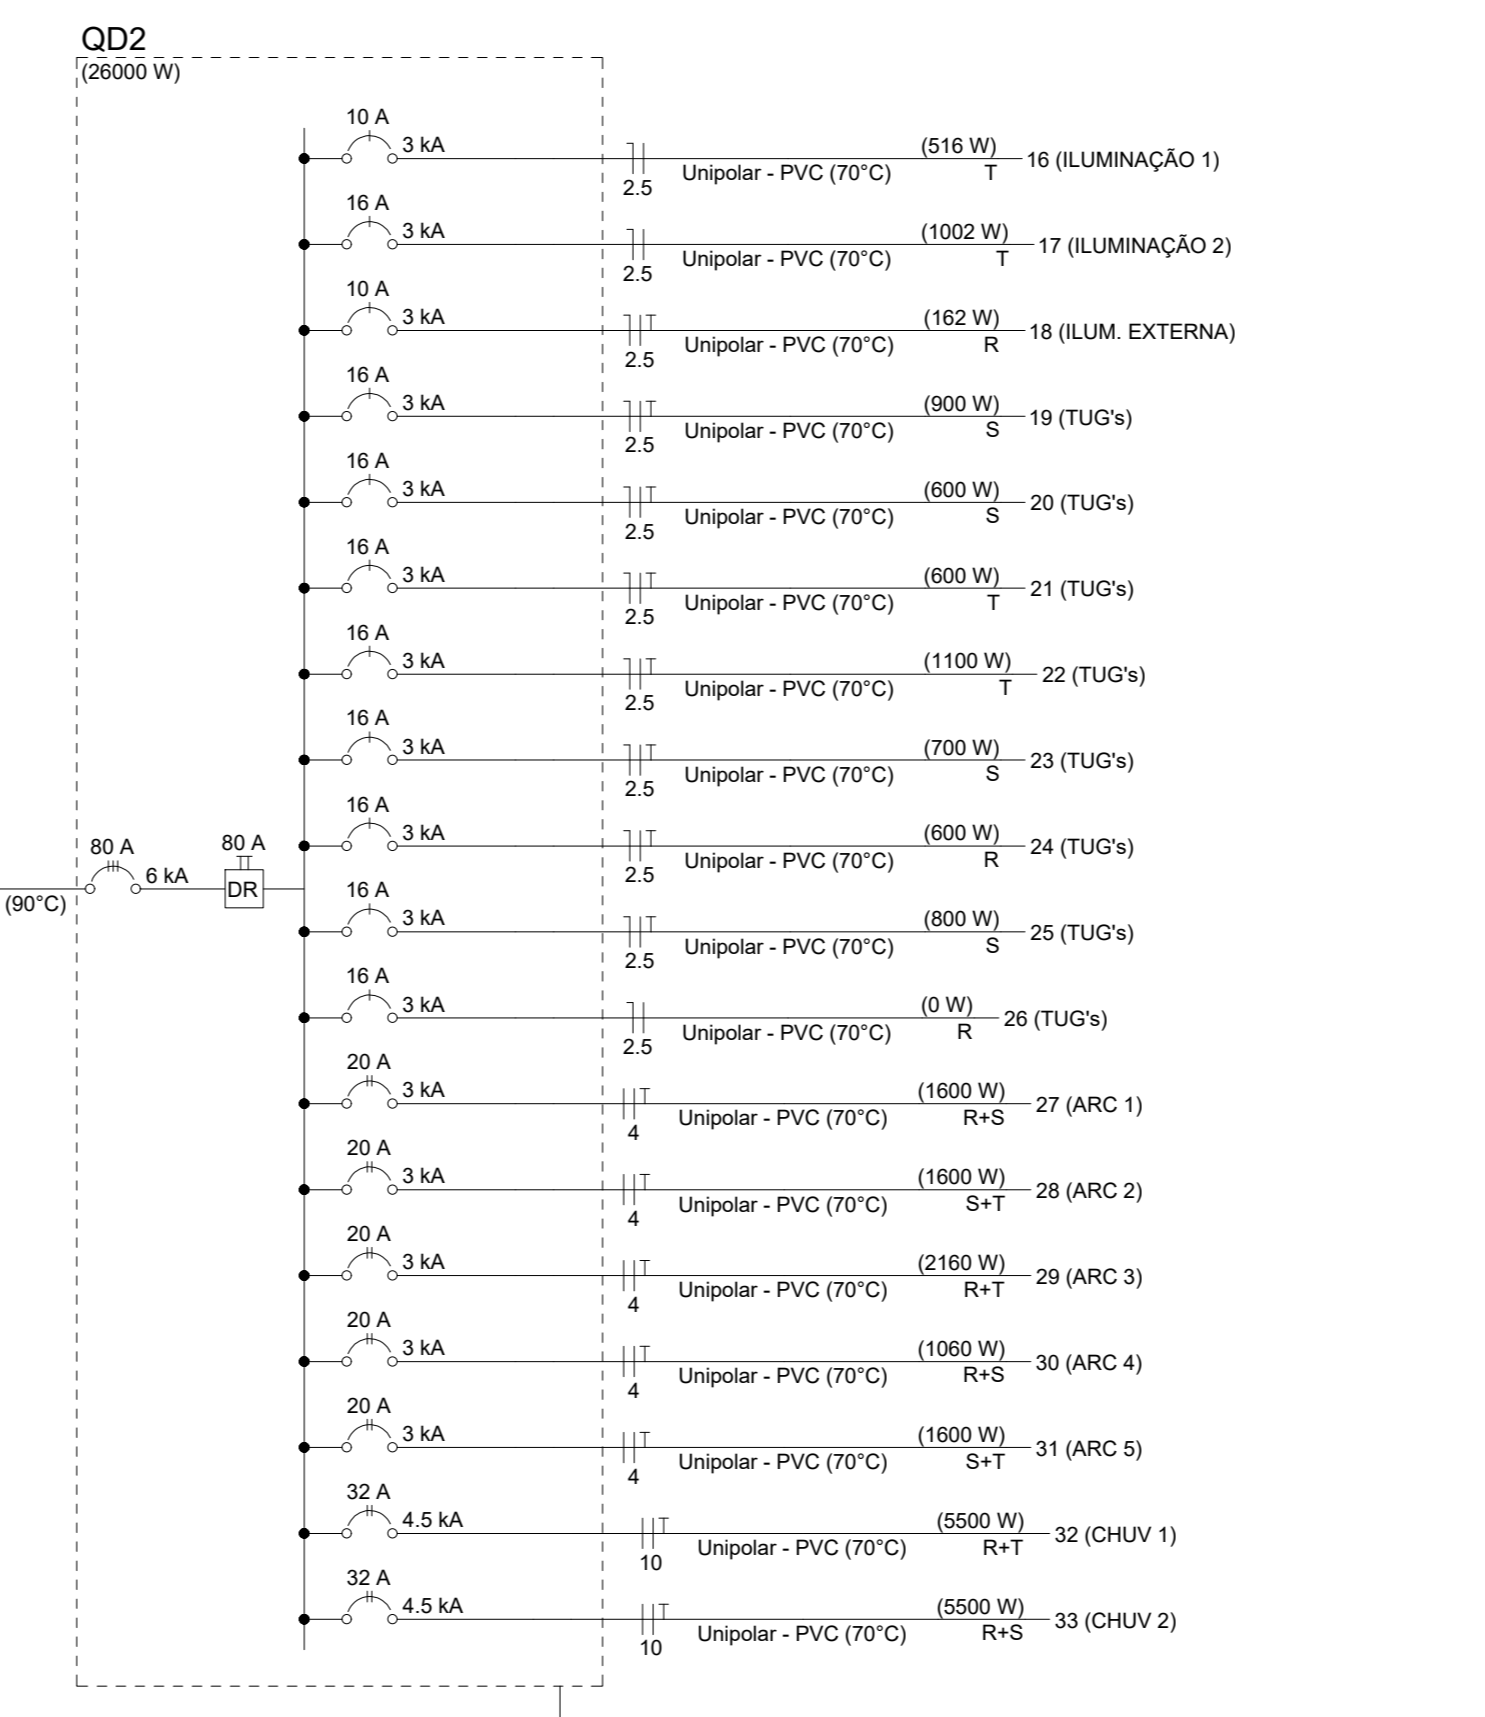 QD2
(26000 W)
10 A
3 kA
2.5
Unipolar - PVC (70°C)
(516 W)
T
16 (ILUMINAÇÃO 1)
16 A
3 kA
2.5
Unipolar - PVC (70°C)
(1002 W)
T
17 (ILUMINAÇÃO 2)
10 A
3 kA
2.5
Unipolar - PVC (70°C)
(162 W)
R
18 (ILUM. EXTERNA)
16 A
3 kA
2.5
Unipolar - PVC (70°C)
(900 W)
S
19 (TUG's)
16 A
3 kA
2.5
Unipolar - PVC (70°C)
(600 W)
S
20 (TUG's)
16 A
3 kA
2.5
Unipolar - PVC (70°C)
(600 W)
T
21 (TUG's)
16 A
3 kA
2.5
Unipolar - PVC (70°C)
(1100 W)
T
22 (TUG's)
16 A
3 kA
2.5
Unipolar - PVC (70°C)
(700 W)
S
23 (TUG's)
16 A
3 kA
2.5
Unipolar - PVC (70°C)
(600 W)
R
24 (TUG's)
80 A
6 kA
(90°C)
80 A
DR
16 A
3 kA
2.5
Unipolar - PVC (70°C)
(800 W)
S
25 (TUG's)
16 A
3 kA
2.5
Unipolar - PVC (70°C)
(0 W)
R
26 (TUG's)
20 A
3 kA
4
Unipolar - PVC (70°C)
(1600 W)
R+S
27 (ARC 1)
20 A
3 kA
4
Unipolar - PVC (70°C)
(1600 W)
S+T
28 (ARC 2)
20 A
3 kA
4
Unipolar - PVC (70°C)
(2160 W)
R+T
29 (ARC 3)
20 A
3 kA
4
Unipolar - PVC (70°C)
(1060 W)
R+S
30 (ARC 4)
20 A
3 kA
4
Unipolar - PVC (70°C)
(1600 W)
S+T
31 (ARC 5)
32 A
4.5 kA
10
Unipolar - PVC (70°C)
(5500 W)
R+T
32 (CHUV 1)
32 A
4.5 kA
10
Unipolar - PVC (70°C)
(5500 W)
R+S
33 (CHUV 2)